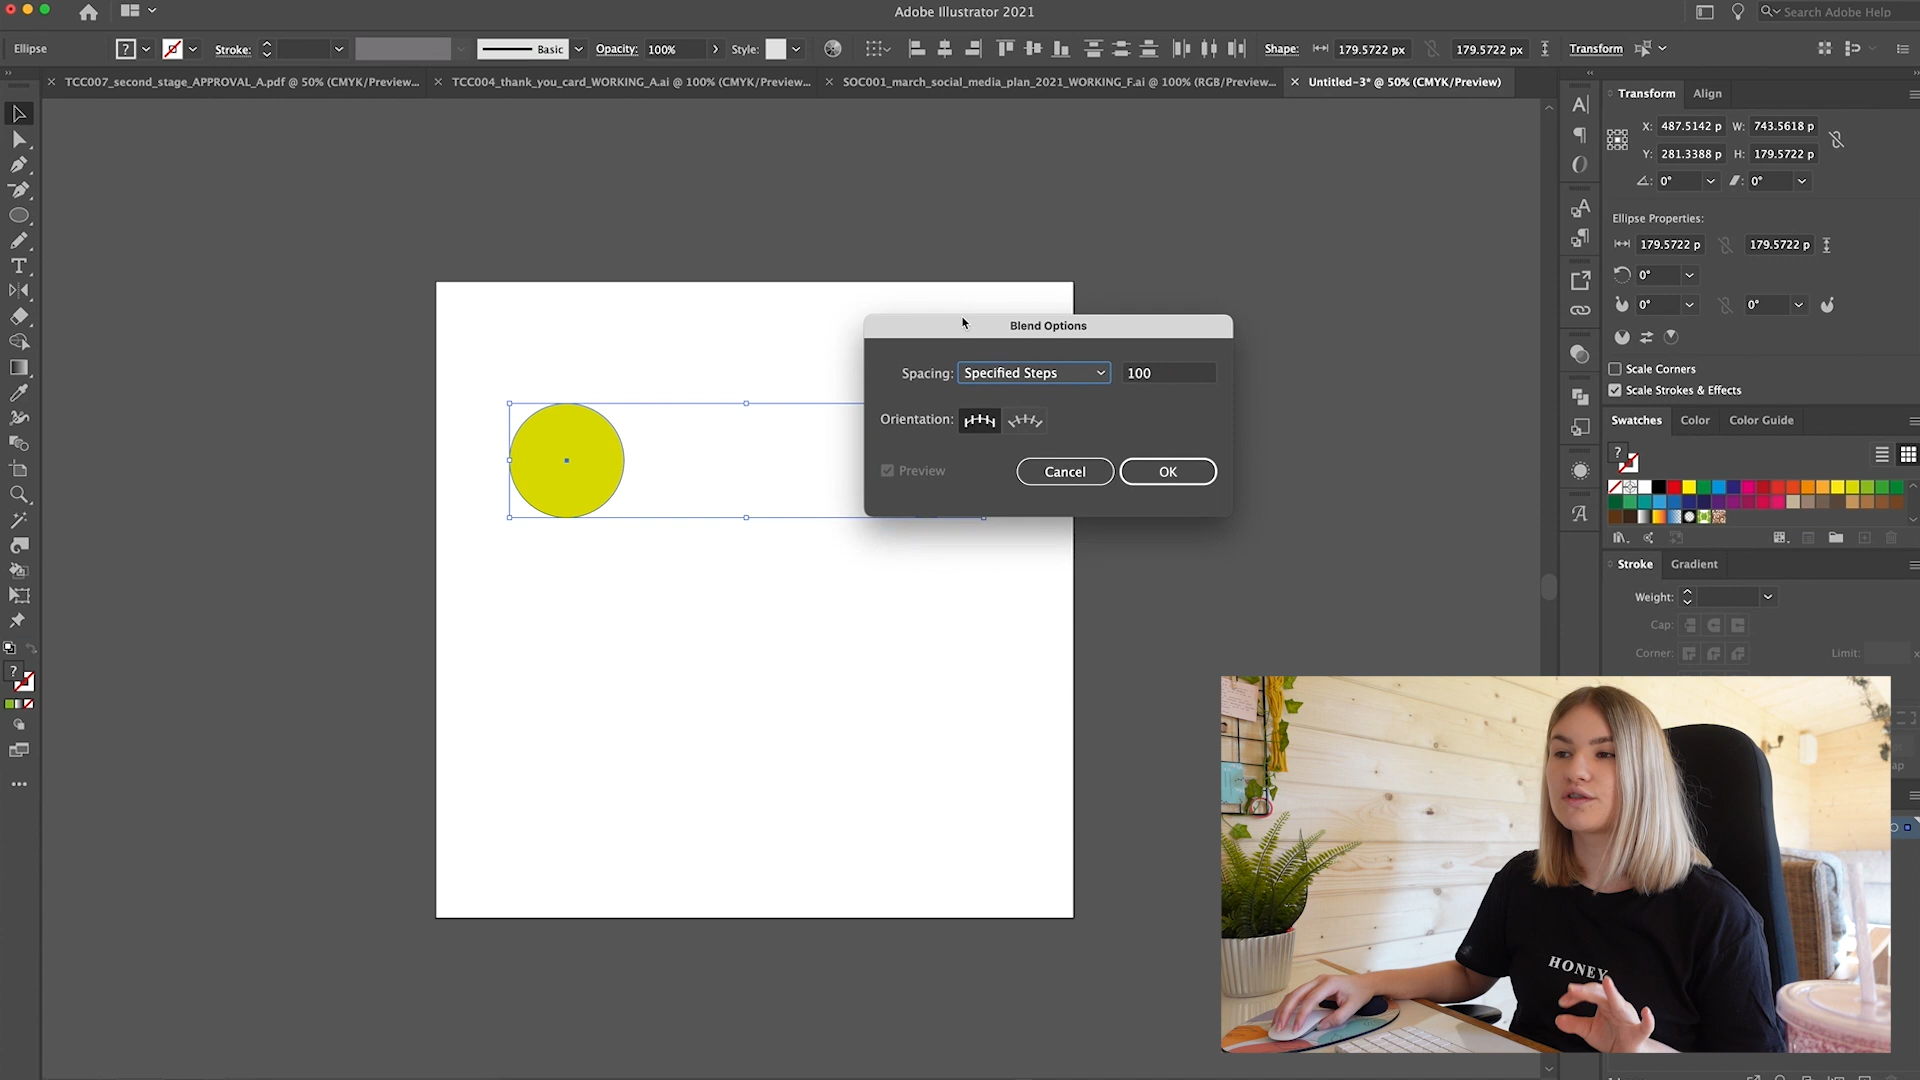 Adobe Illustrator 2021
Search Adobe Help
Ellipse
?
Stroke:
Basic
Opacity:
100%
Style:
Shape:
179.5722 px
179.5722 px
Transform
TCC007_second_stage_APPROVAL_A.pdf @ 50% (CMYK/Preview...
TCC004_thank_you_card_WORKING_A.ai @ 100% (CMYK/Preview...
SOC001_march_social_media_plan_2021_WORKING_F.ai @ 100% (RGB/Preview...
Untitled-3* @ 50% (CMYK/Preview)
Transform
Align
X: 487.5142 p W: 743.5618 p
Y: 281.3388 p H: 179.5722 p
0° 0°
Ellipse Properties:
179.5722 p 179.5722 p
0°
0° 0°
Scale Corners
Scale Strokes & Effects
Swatches
Color
Color Guide
?
Stroke
Gradient
Weight:
Cap:
Corner:
Limit:
Blend Options
Spacing: Specified Steps 100
Orientation:
Preview
Cancel
OK
?
HONEY